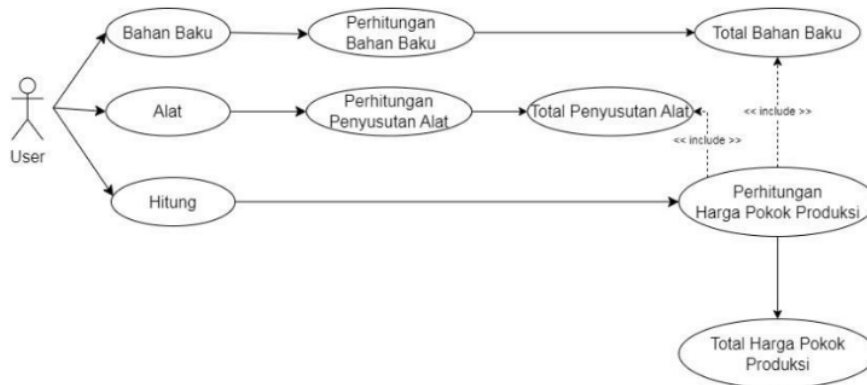 Bahan Baku
Perhitungan
Bahan Baku
Total Bahan Baku
User
Alat
Perhitungan
Penyusutan Alat
Total Penyusutan Alat
<< include >>
<< include >>
Hitung
Perhitungan
Harga Pokok Produksi
Total Harga Pokok
Produksi